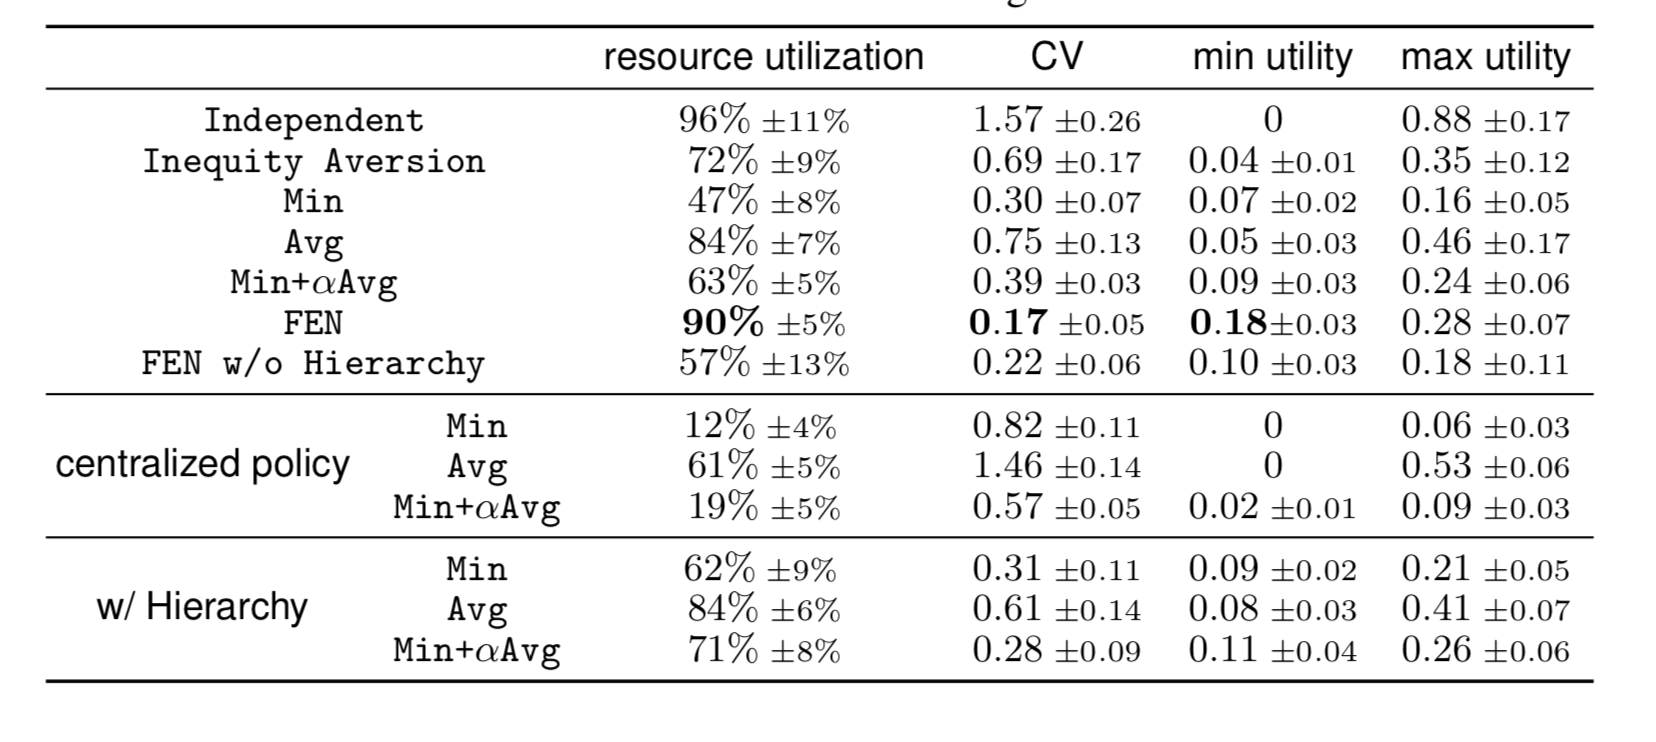 resource utilization CV min utility max utility
Independent 96% ±11% 1.57 ±0.26 0 0.88 ±0.17
Inequity Aversion 72% ±9% 0.69 ±0.17 0.04 ±0.01 0.35 ±0.12
Min 47% ±8% 0.30 ±0.07 0.07 ±0.02 0.16 ±0.05
Avg 84% ±7% 0.75 ±0.13 0.05 ±0.03 0.46 ±0.17
Min+αAvg 63% ±5% 0.39 ±0.03 0.09 ±0.03 0.24 ±0.06
FEN 90% ±5% 0.17 ±0.05 0.18±0.03 0.28 ±0.07
FEN w/o Hierarchy 57% ±13% 0.22 ±0.06 0.10 ±0.03 0.18 ±0.11
Min 12% ±4% 0.82 ±0.11 0 0.06 ±0.03
centralized policy Avg 61% ±5% 1.46 ±0.14 0 0.53 ±0.06
Min+αAvg 19% ±5% 0.57 ±0.05 0.02 ±0.01 0.09 ±0.03
Min 62% ±9% 0.31 ±0.11 0.09 ±0.02 0.21 ±0.05
w/ Hierarchy Avg 84% ±6% 0.61 ±0.14 0.08 ±0.03 0.41 ±0.07
Min+αAvg 71% ±8% 0.28 ±0.09 0.11 ±0.04 0.26 ±0.06